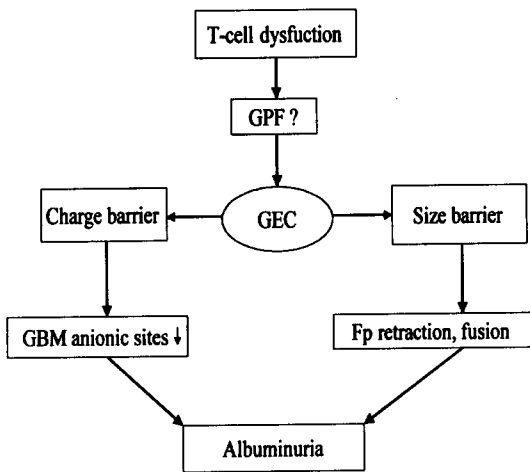 T-cell dysfuction
GPF ?
Charge barrier
GEC
Size barrier
GBM anionic sites ↓
Fp retraction, fusion
Albuminuria